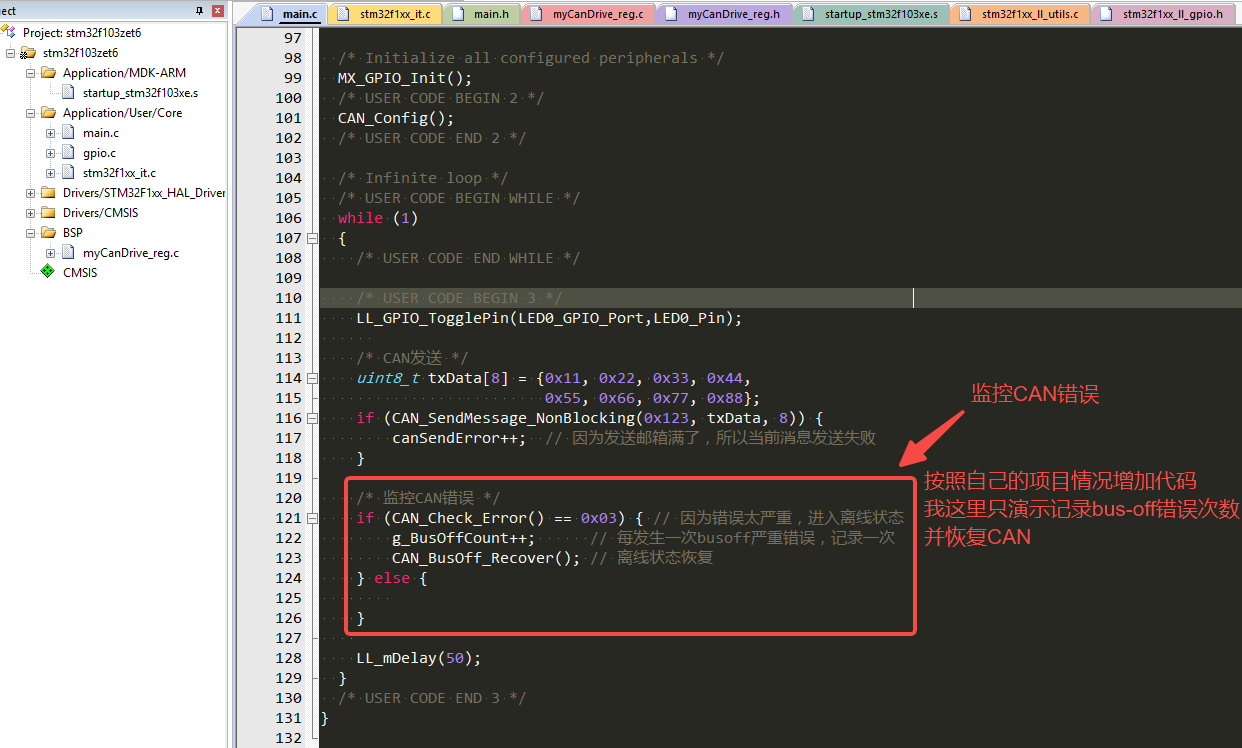 ect
Project: stm32f103zet6
stm32f103zet6
Application/MDK-ARM
startup_stm32f103xe.s
Application/User/Core
main.c
gpio.c
stm32f1xx_it.c
Drivers/STM32F1xx_HAL_Driver
Drivers/CMSIS
BSP
myCanDrive_reg.c
CMSIS
main.c stm32f1xx_it.c main.h myCanDrive_reg.c myCanDrive_reg.h startup_stm32f103xe.s stm32f1xx_ll_utils.c stm32f1xx_ll_gpio.h
97
98 /* Initialize all configured peripherals */
99 MX_GPIO_Init();
100 /* USER CODE BEGIN 2 */
101 CAN_Config();
102 /* USER CODE END 2 */
103
104 /* Infinite loop */
105 /* USER CODE BEGIN WHILE */
106 while (1)
107 {
108 /* USER CODE END WHILE */
109
110 /* USER CODE BEGIN 3 */
111 LL_GPIO_TogglePin(LED0_GPIO_Port,LED0_Pin);
112
113 /* CAN发送 */
114 uint8_t txData[8] = {0x11, 0x22, 0x33, 0x44,
115 0x55, 0x66, 0x77, 0x88};
116 if (CAN_SendMessage_NonBlocking(0x123, txData, 8)) {
117 canSendError++; // 因为发送邮箱满了，所以当前消息发送失败
118 }
119
120 /* 监控CAN错误 */
121 if (CAN_Check_Error() == 0x03) { // 因为错误太严重，进入离线状态
122 g_BusOffCount++; // 每发生一次busoff严重错误，记录一次
123 CAN_BusOff_Recover(); // 离线状态恢复
124 } else {
125
126 }
127
128 LL_mDelay(50);
129 }
130 /* USER CODE END 3 */
131 }
132
监控CAN错误
按照自己的项目情况增加代码
我这里只演示记录bus-off错误次数
并恢复CAN